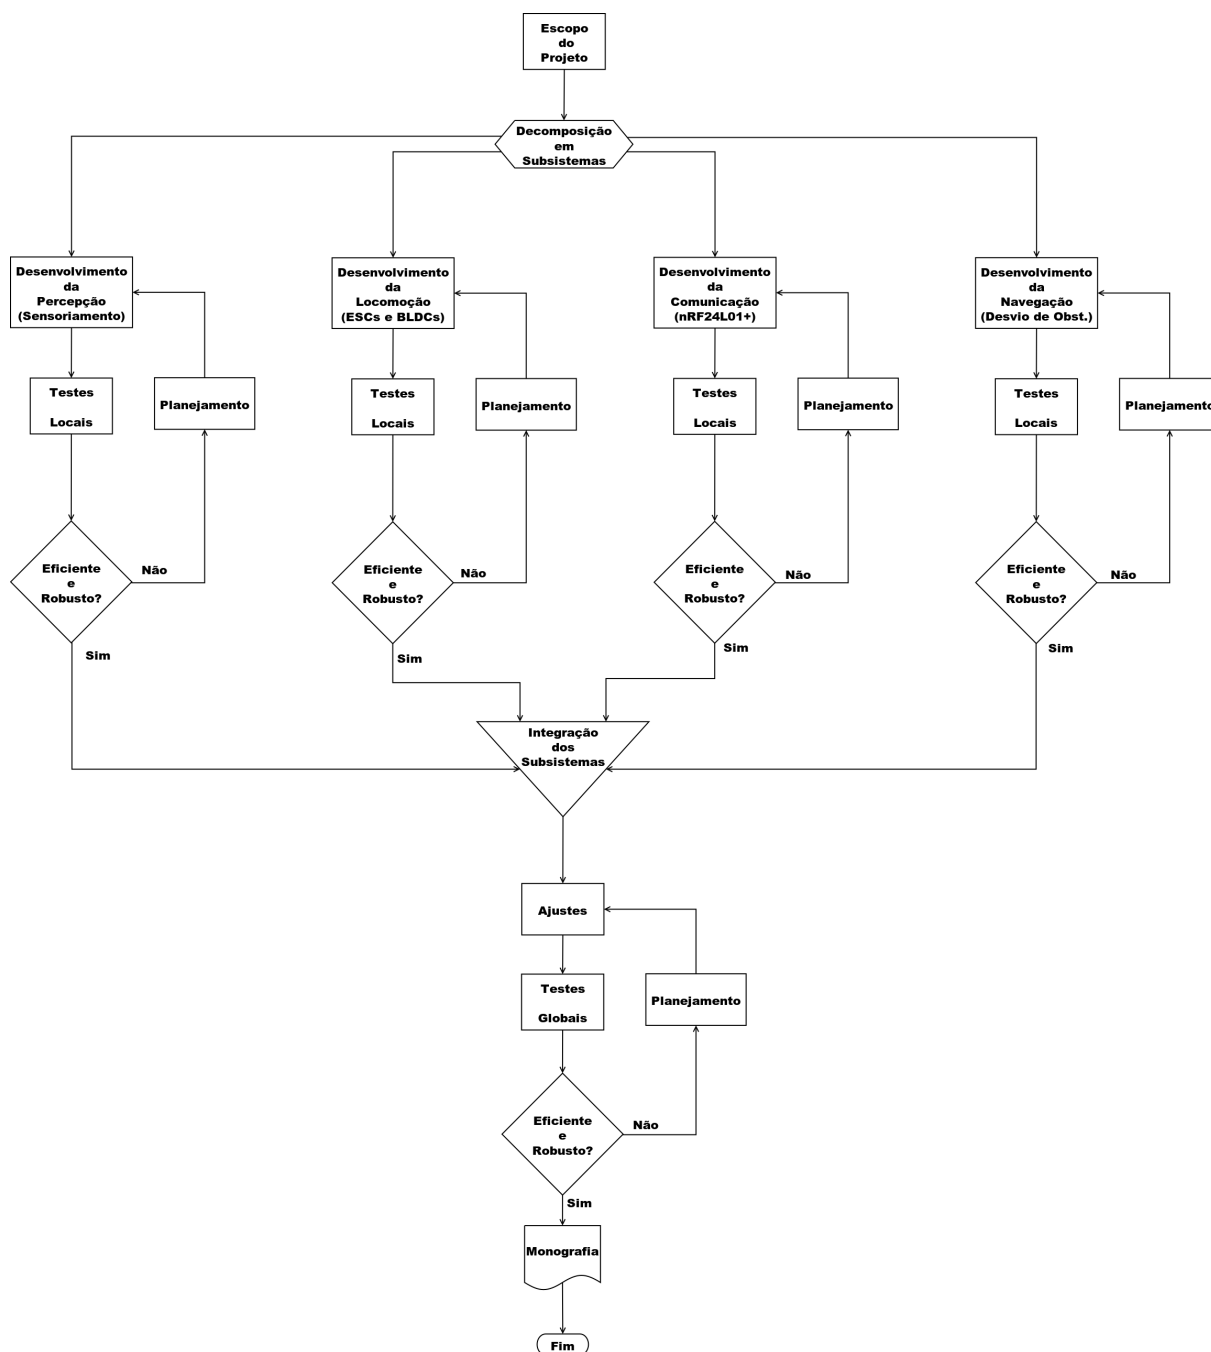 Escopo
do
Projeto
Decomposição
em
Subsistemas
Desenvolvimento
da
Percepção
(Sensoriamento)
Desenvolvimento
da
Locomoção
(ESCs e BLDCs)
Desenvolvimento
da
Comunicação
(nRF24L01+)
Desenvolvimento
da
Navegação
(Desvio de Obst.)
Testes
Locais
Planejamento
Testes
Locais
Planejamento
Testes
Locais
Planejamento
Testes
Locais
Planejamento
Eficiente
e
Robusto?
Não
Sim
Eficiente
e
Robusto?
Não
Sim
Eficiente
e
Robusto?
Não
Sim
Eficiente
e
Robusto?
Não
Sim
Integração
dos
Subsistemas
Ajustes
Testes
Globais
Planejamento
Eficiente
e
Robusto?
Não
Sim
Monografia
Fim